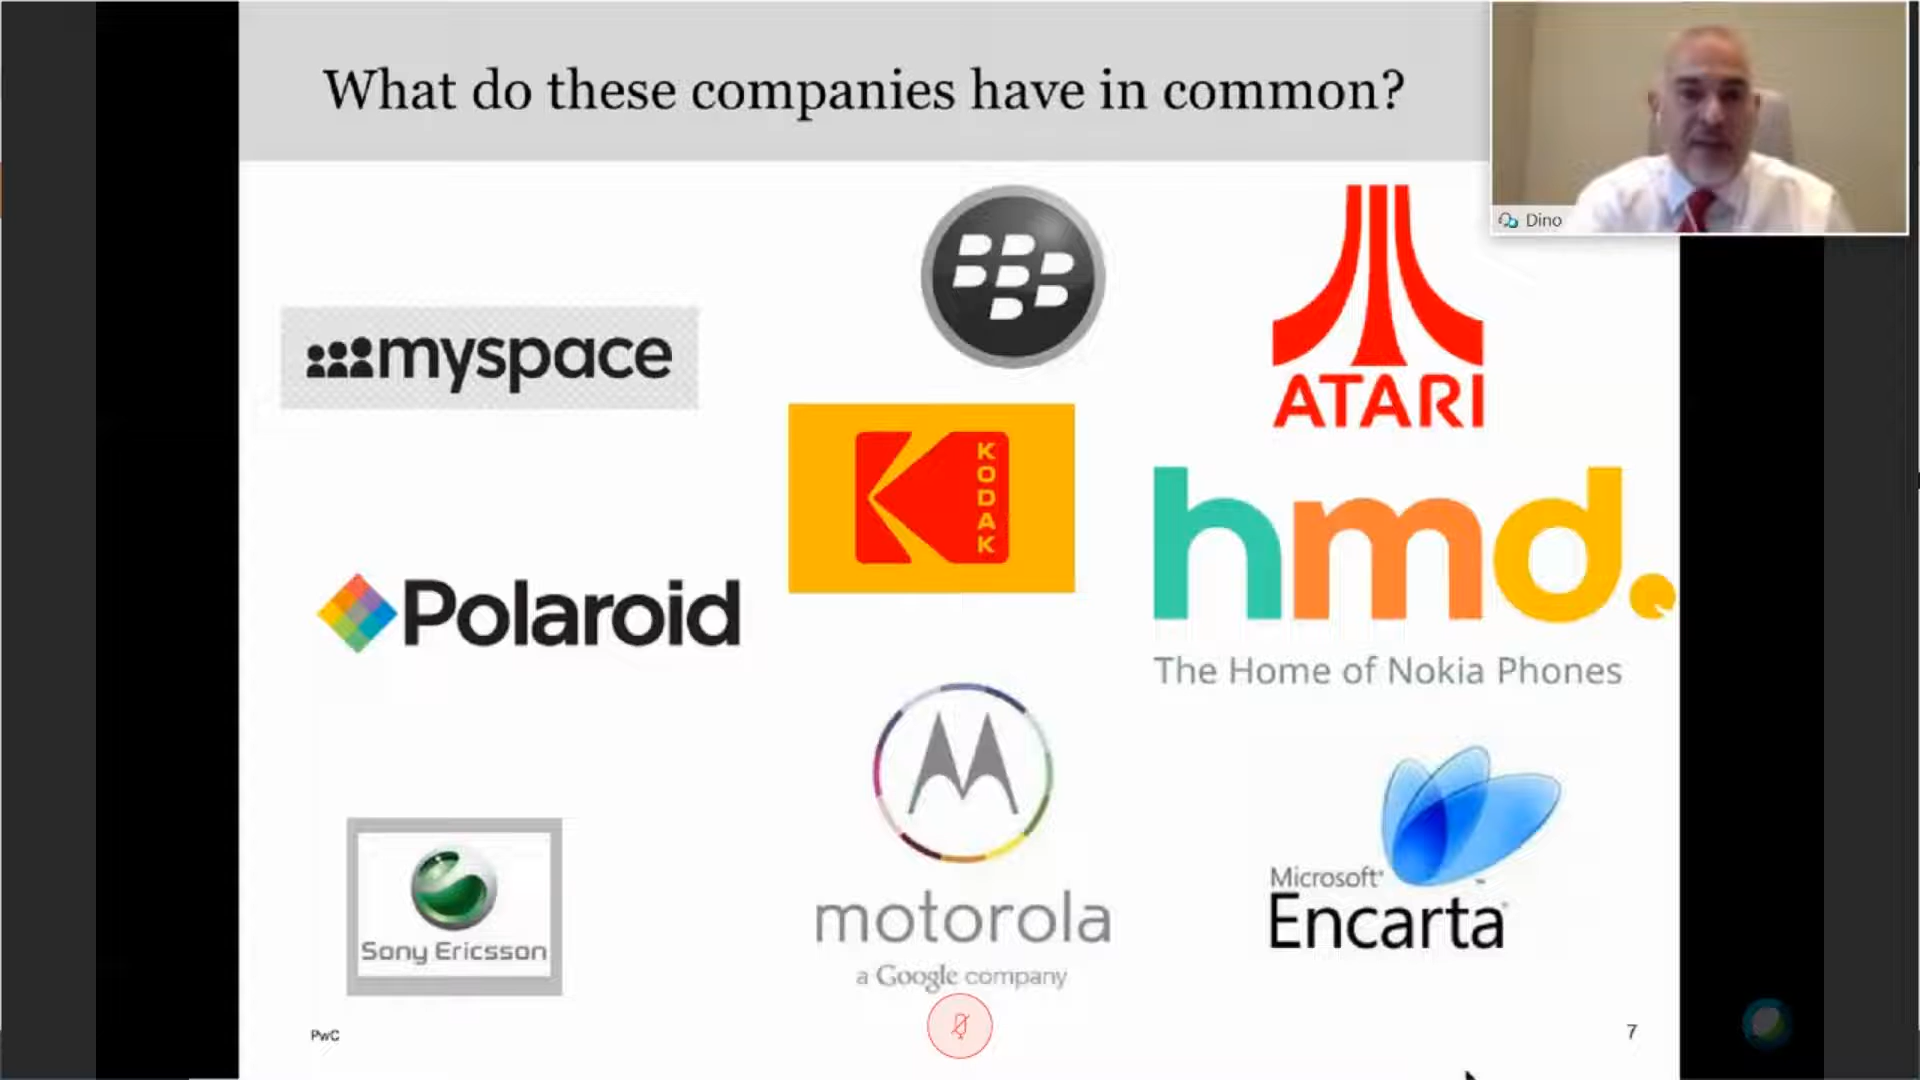 What do these companies have in common?
Dino
myspace
ATARI
KODAK
hmd.
The Home of Nokia Phones
Polaroid
Sony Ericsson
motorola
a Google company
Microsoft®
Encarta
PwC
7